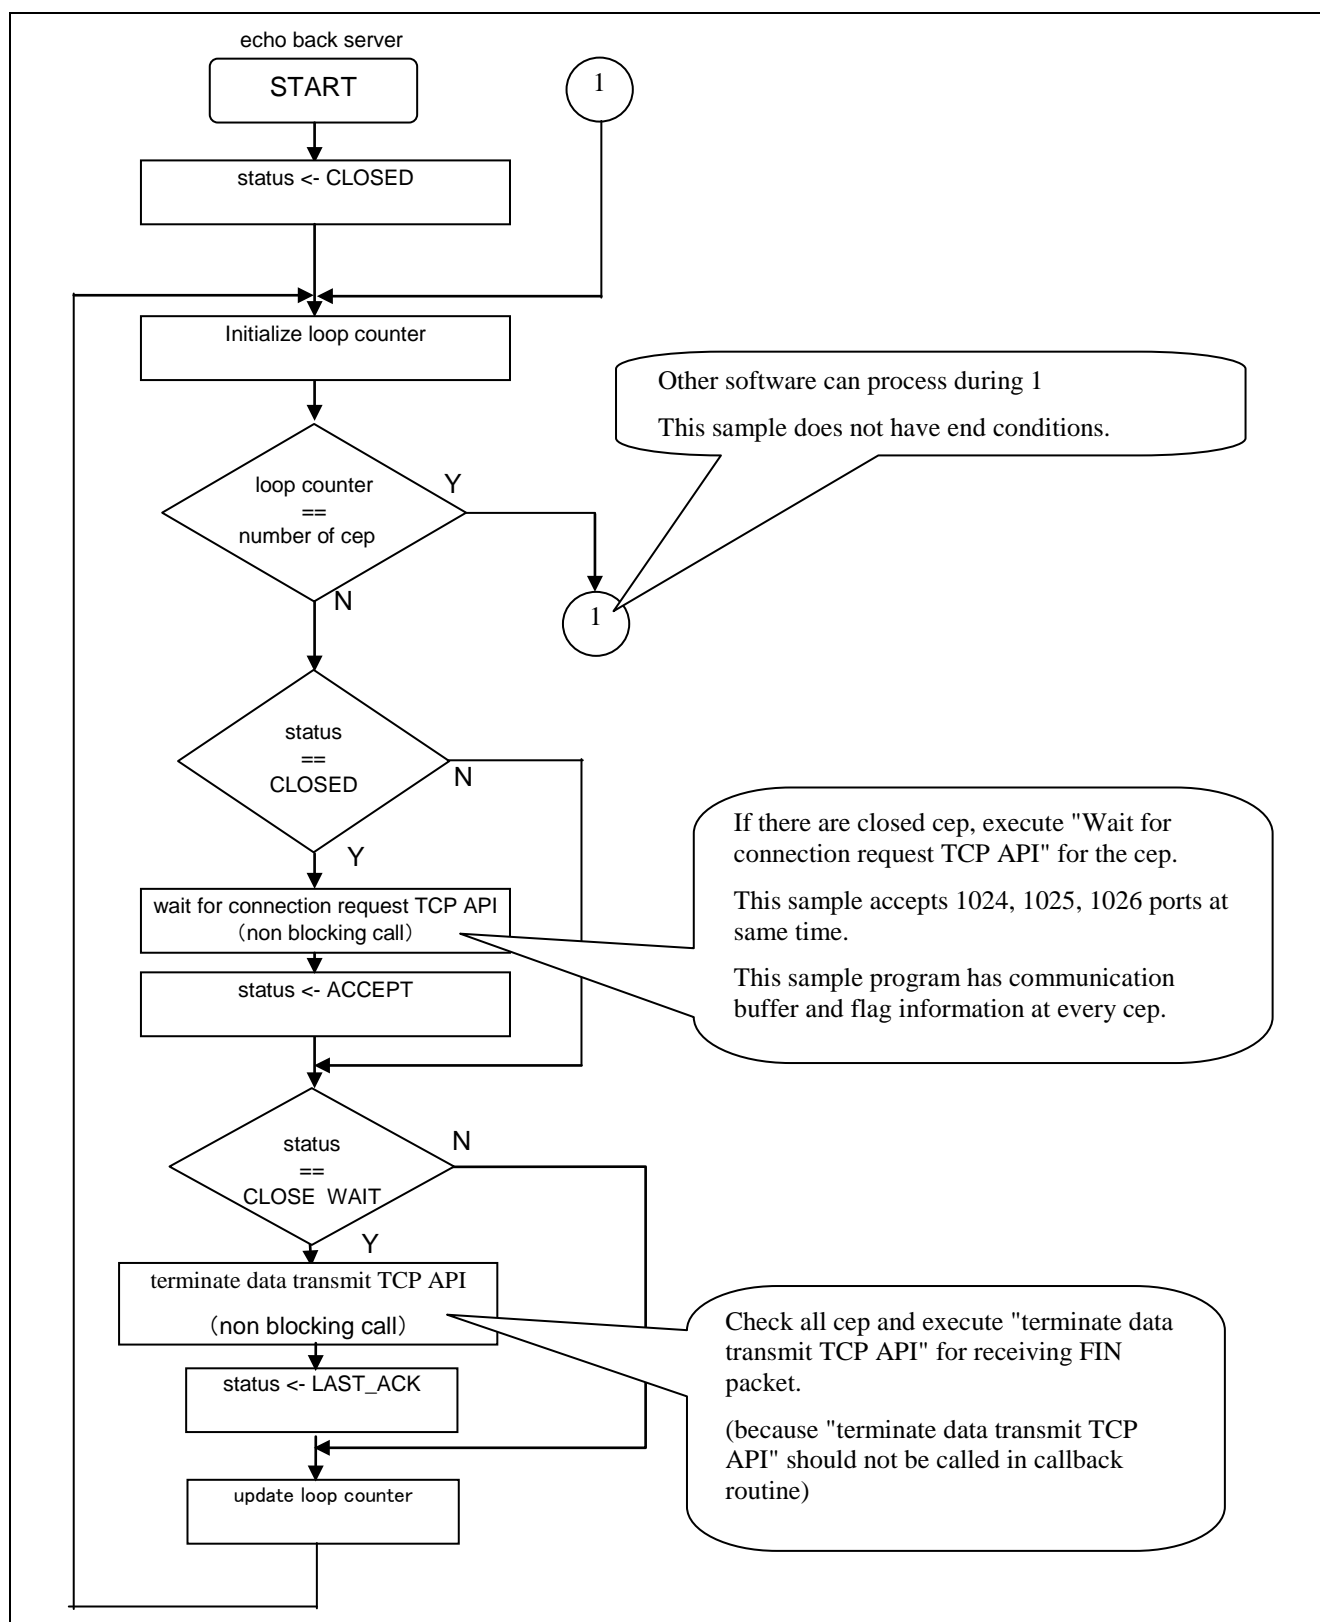 echo back server
START
1
status <- CLOSED
Initialize loop counter
Other software can process during 1
This sample does not have end conditions.
loop counter
==
number of cep
Y
N
1
status
==
CLOSED
N
Y
If there are closed cep, execute "Wait for
connection request TCP API" for the cep.
This sample accepts 1024, 1025, 1026 ports at
same time.
This sample program has communication
buffer and flag information at every cep.
wait for connection request TCP API
（non blocking call）
status <- ACCEPT
status
==
CLOSE WAIT
N
Y
terminate data transmit TCP API
（non blocking call）
Check all cep and execute "terminate data
transmit TCP API" for receiving FIN
packet.
(because "terminate data transmit TCP
API" should not be called in callback
routine)
status <- LAST_ACK
update loop counter